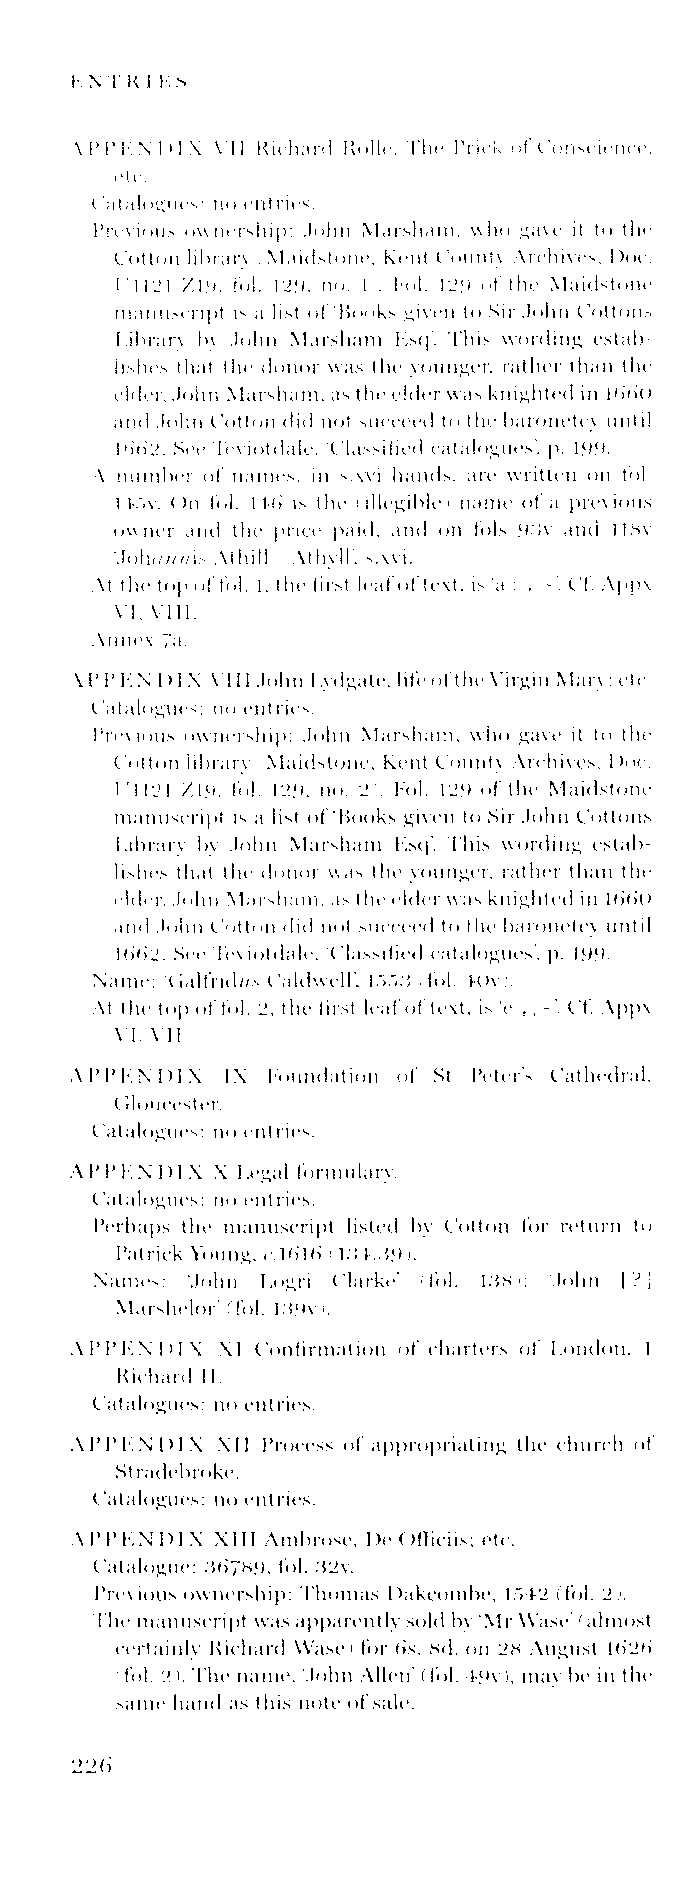 ENTRIES
APPENDIX VII Richard Rolle, The Prick of Conscience,
etc.
Catalogues: no entries.
Previous ownership: John Marsham, who gave it to the
Cotton library (Maidstone, Kent County Archives, Doc.
U1121 Z19, fol. 129, no. 1). Fol. 129 of the Maidstone
manuscript is a list of 'Books given to Sir John Cottons
Library by John Marsham Esq'. This wording estab-
lishes that the donor was the younger, rather than the
elder, John Marsham, as the elder was knighted in 1660
and John Cotton did not succeed to the baronetcy until
1662. See Teviotdale, 'Classified catalogues', p. 199.
A number of names, in s.xvi hands, are written on fol.
145v. On fol. 146 is the (illegible) name of a previous
owner and the price paid, and on fols 93v and 118v
'Johannis Athill / Athyll', s.xvi.
At the top of fol. 1, the first leaf of text, is 'a : , -'. Cf. Appx
VI, VIII.
Annex 7a.
APPENDIX VIII John Lydgate, life of the Virgin Mary; etc.
Catalogues: no entries.
Previous ownership: John Marsham, who gave it to the
Cotton library (Maidstone, Kent County Archives, Doc.
U1121 Z19, fol. 129, no. 2). Fol. 129 of the Maidstone
manuscript is a list of 'Books given to Sir John Cottons
Library by John Marsham Esq'. This wording estab-
lishes that the donor was the younger, rather than the
elder, John Marsham, as the elder was knighted in 1660
and John Cotton did not succeed to the baronetcy until
1662. See Teviotdale, 'Classified catalogues', p. 199.
Name: 'Galfridus Caldwell', 1553 (fol. 40v).
At the top of fol. 2, the first leaf of text, is 'e , , -'. Cf. Appx
VI, VII.
APPENDIX IX Foundation of St Peter's Cathedral,
Gloucester.
Catalogues: no entries.
APPENDIX X Legal formulary.
Catalogues: no entries.
Perhaps the manuscript listed by Cotton for return to
Patrick Young, c.1616 (134.39).
Names: 'John Logri Clarke' (fol. 138); 'John [?]
Marshelor' (fol. 139v).
APPENDIX XI Confirmation of charters of London, 1
Richard II.
Catalogues: no entries.
APPENDIX XII Process of appropriating the church of
Stradebroke.
Catalogues: no entries.
APPENDIX XIII Ambrose, De Officiis; etc.
Catalogue: 36789, fol. 32v.
Previous ownership: Thomas Dakcombe, 1542 (fol. 2).
The manuscript was apparently sold by 'Mr Wase' (almost
certainly Richard Wase) for 6s. 8d. on 28 August 1626
(fol. 2). The name, 'John Allen' (fol. 49v), may be in the
same hand as this note of sale.
226